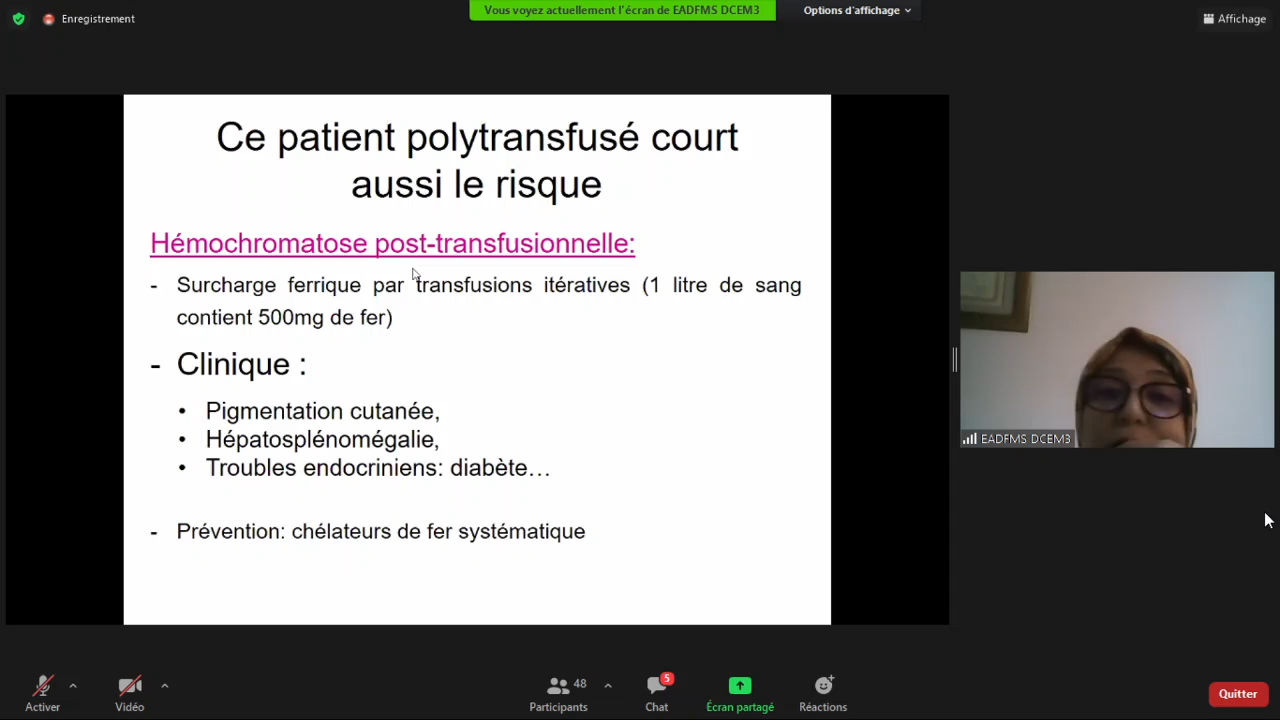 Enregistrement
Vous voyez actuellement l'écran de EADFMS DCEM3
Options d'affichage
Affichage
Ce patient polytransfusé court
aussi le risque
Hémochromatose post-transfusionnelle:
- Surcharge ferrique par transfusions itératives (1 litre de sang
contient 500mg de fer)
- Clinique :
• Pigmentation cutanée,
• Hépatosplénomégalie,
• Troubles endocriniens: diabète…
- Prévention: chélateurs de fer systématique
EADFMS DCEM3
Activer
Vidéo
48
Participants
5
Chat
Écran partagé
Réactions
Quitter